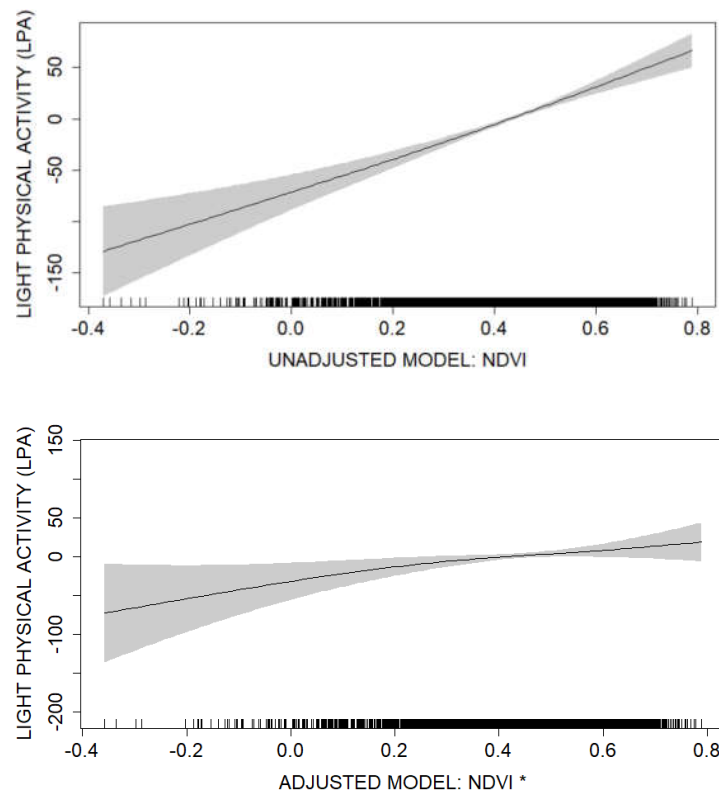 LIGHT PHYSICAL ACTIVITY (LPA)
50
0
-50
-150
-0.4 -0.2 0.0 0.2 0.4 0.6 0.8
UNADJUSTED MODEL: NDVI
LIGHT PHYSICAL ACTIVITY (LPA)
150
50
0
-100
-200
-0.4 -0.2 0.0 0.2 0.4 0.6 0.8
ADJUSTED MODEL: NDVI *